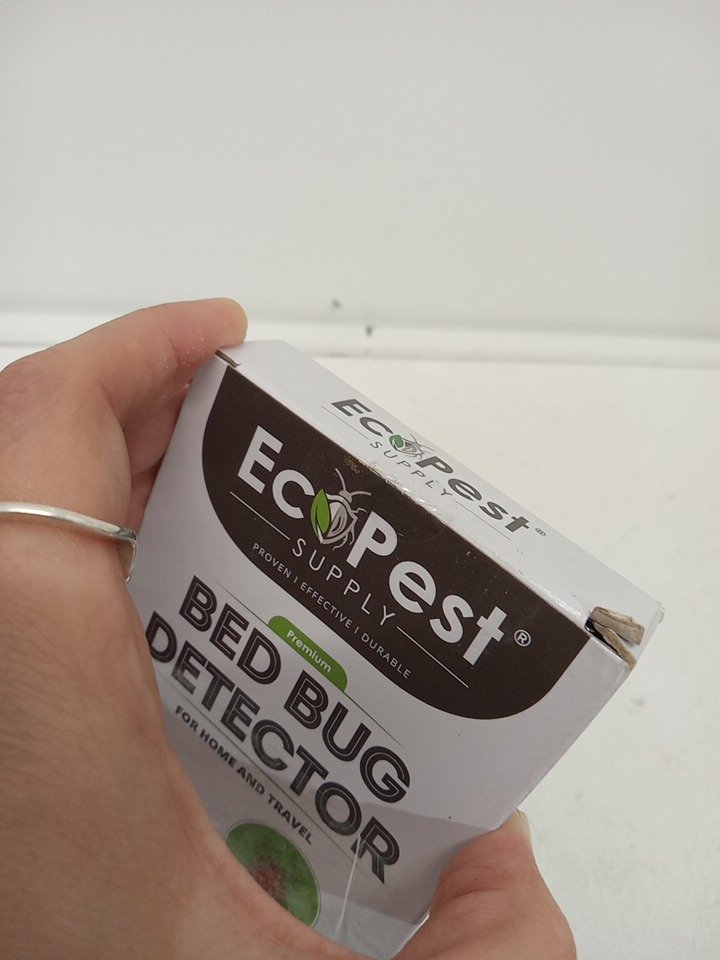 EcoPest®
SUPPLY
EcoPest®
SUPPLY
PROVEN | EFFECTIVE | DURABLE
Premium
BED BUG
DETECTOR
FOR HOME AND TRAVEL